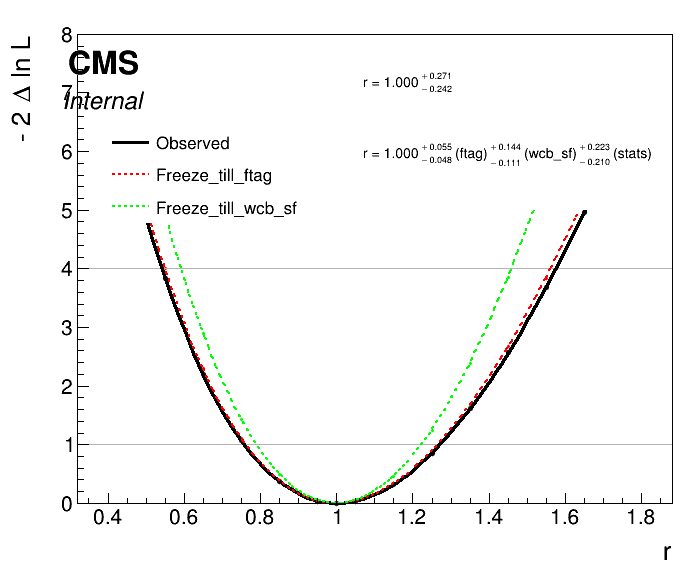 - 2 Δ ln L
8
CMS
7
Internal
r = 1.000 + 0.271 − 0.242
Observed
6
r = 1.000 + 0.055 − 0.048 (ftag) + 0.144 − 0.111 (wcb_sf) + 0.223 − 0.210 (stats)
Freeze_till_ftag
5
Freeze_till_wcb_sf
4
3
2
1
0
0.4 0.6 0.8 1 1.2 1.4 1.6 1.8
r